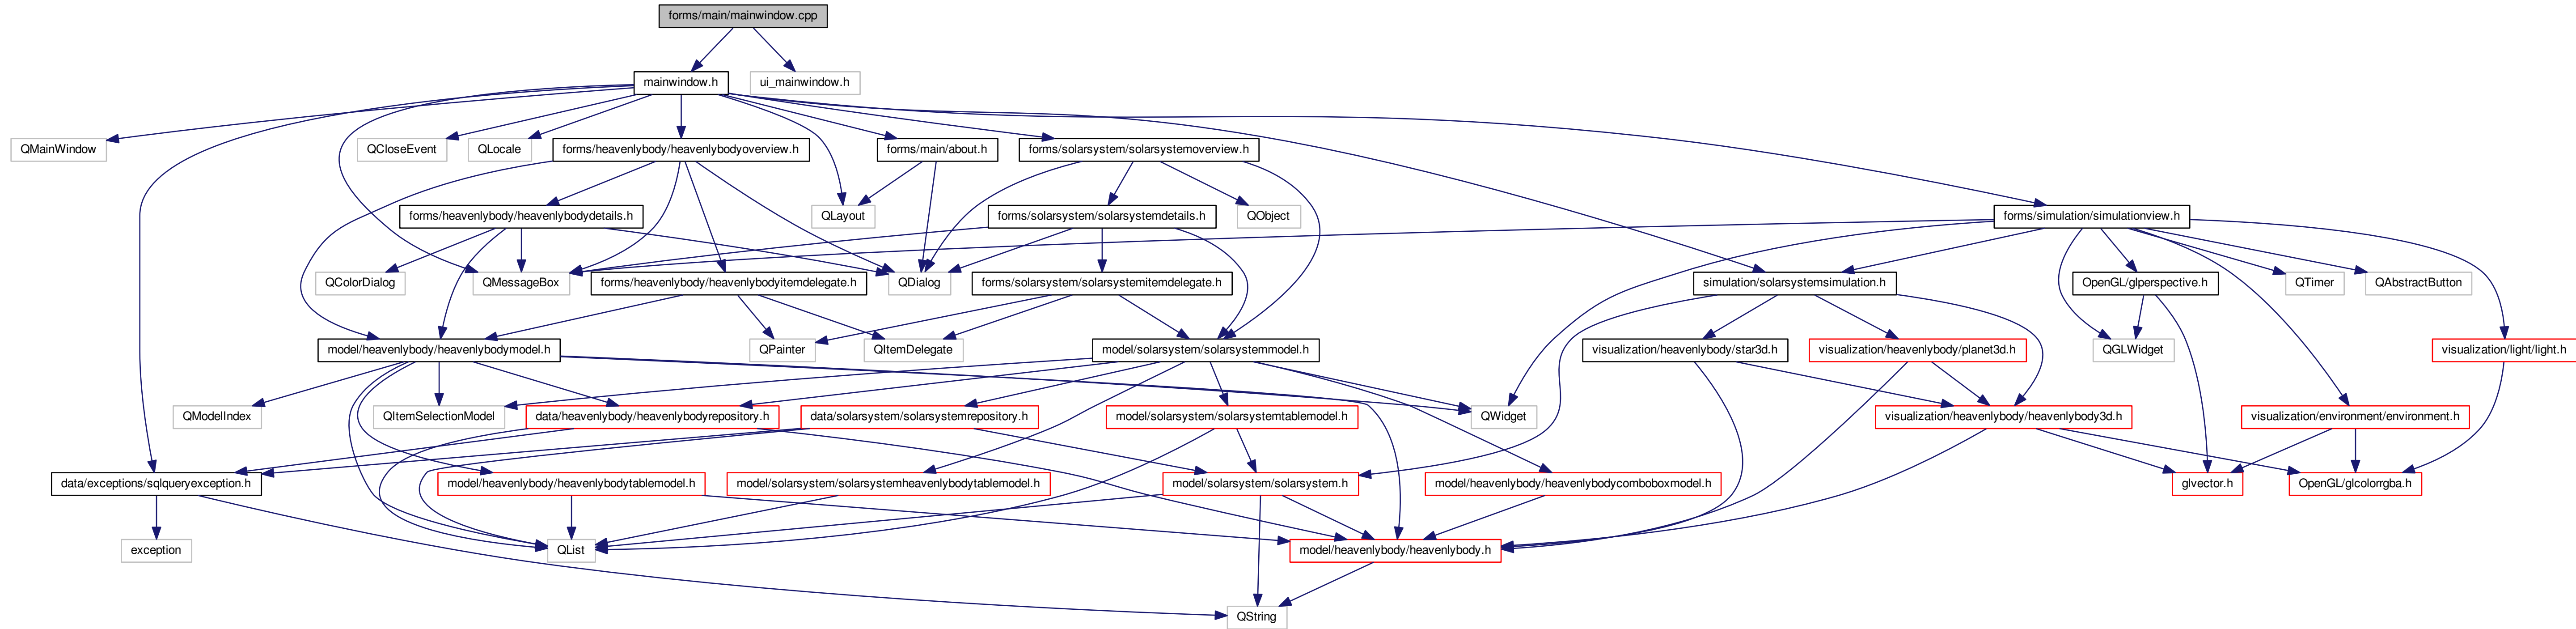 forms/main/mainwindow.cpp
mainwindow.h
ui_mainwindow.h
QMainWindow
QCloseEvent
QLocale
forms/heavenlybody/heavenlybodyoverview.h
forms/main/about.h
forms/solarsystem/solarsystemoverview.h
forms/heavenlybody/heavenlybodydetails.h
QLayout
forms/solarsystem/solarsystemdetails.h
QObject
forms/simulation/simulationview.h
QColorDialog
QMessageBox
forms/heavenlybody/heavenlybodyitemdelegate.h
QDialog
forms/solarsystem/solarsystemitemdelegate.h
simulation/solarsystemsimulation.h
OpenGL/glperspective.h
QTimer
QAbstractButton
model/heavenlybody/heavenlybodymodel.h
QPainter
QItemDelegate
model/solarsystem/solarsystemmodel.h
visualization/heavenlybody/star3d.h
visualization/heavenlybody/planet3d.h
QGLWidget
visualization/light/light.h
QModelIndex
QItemSelectionModel
data/heavenlybody/heavenlybodyrepository.h
data/solarsystem/solarsystemrepository.h
model/solarsystem/solarsystemtablemodel.h
QWidget
visualization/heavenlybody/heavenlybody3d.h
visualization/environment/environment.h
data/exceptions/sqlqueryexception.h
model/heavenlybody/heavenlybodytablemodel.h
model/solarsystem/solarsystemheavenlybodytablemodel.h
model/solarsystem/solarsystem.h
model/heavenlybody/heavenlybodycomboboxmodel.h
glvector.h
OpenGL/glcolorrgba.h
exception
QList
model/heavenlybody/heavenlybody.h
QString